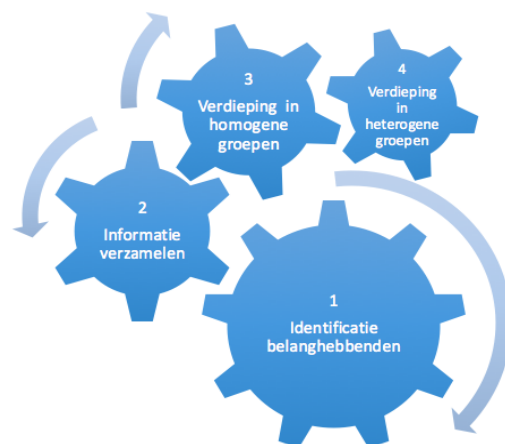 1
Identificatie
belanghebbenden
2
Informatie
verzamelen
3
Verdieping in
homogene
groepen
4
Verdieping
in
heterogene
groepen